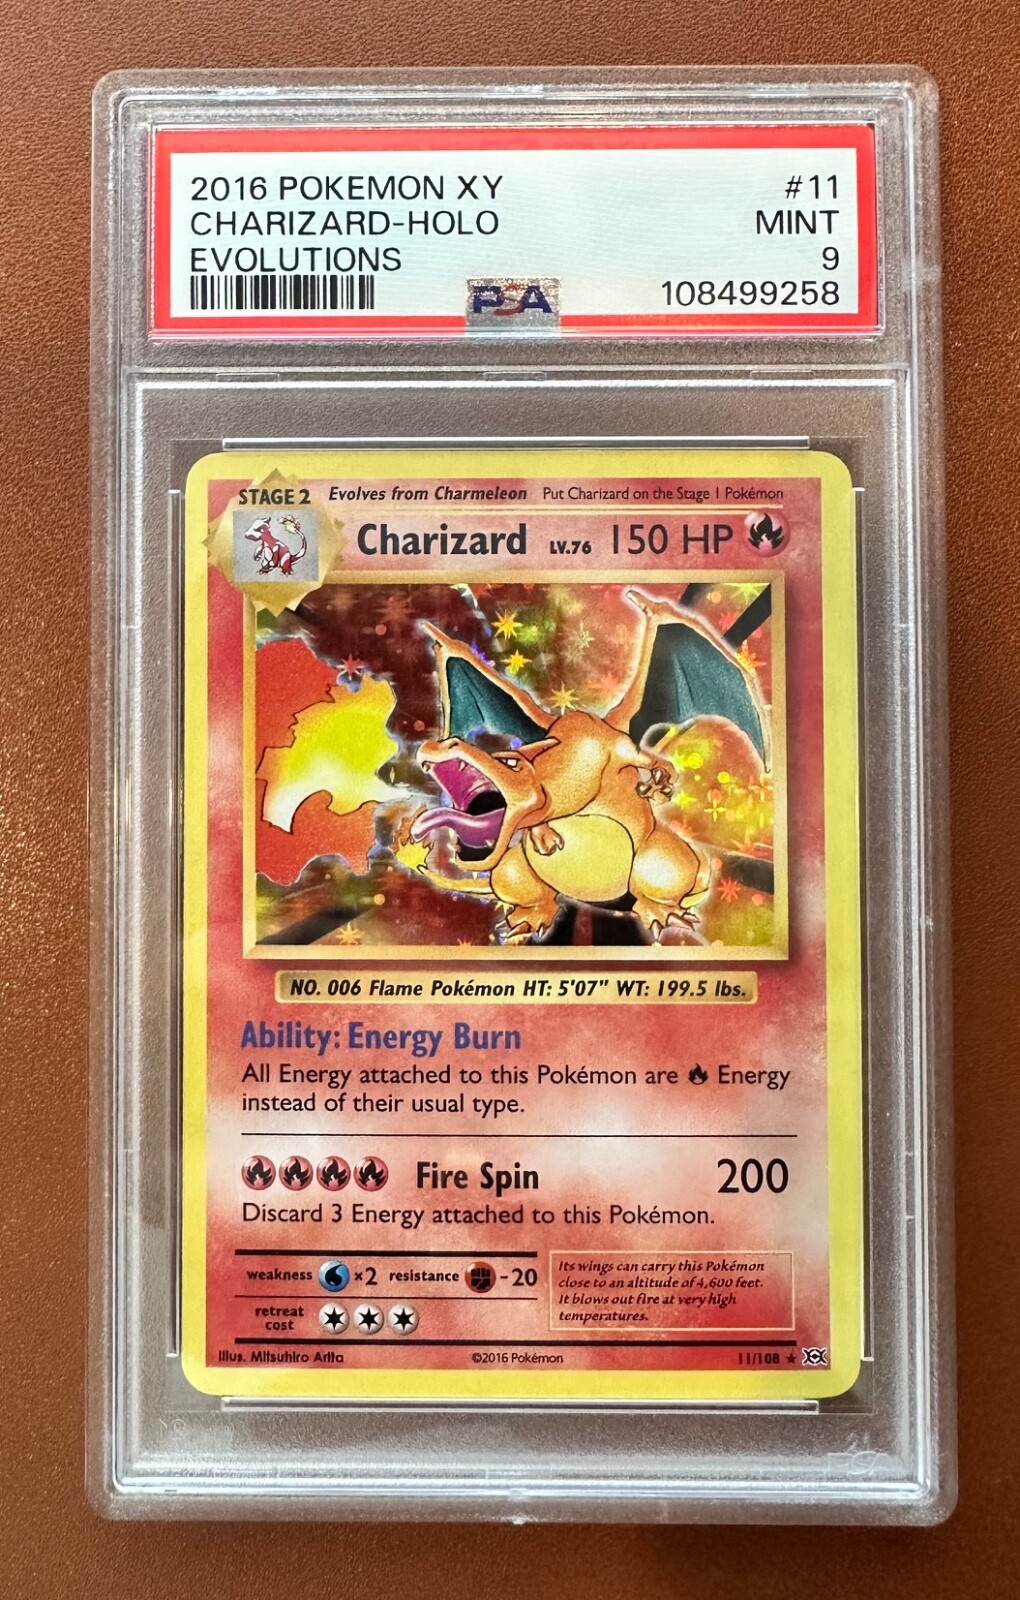 2016 POKEMON XY #11
CHARIZARD-HOLO MINT
EVOLUTIONS 9
PSA 108499258
STAGE 2 Evolves from Charmeleon Put Charizard on the Stage 1 Pokémon
Charizard LV.76 150 HP
NO. 006 Flame Pokémon HT: 5'07" WT: 199.5 lbs.
Ability: Energy Burn
All Energy attached to this Pokémon are Energy
instead of their usual type.
Fire Spin 200
Discard 3 Energy attached to this Pokémon.
weakness ×2 resistance -20
retreat
cost
Its wings can carry this Pokémon
close to an altitude of 4,600 feet.
It blows out fire at very high
temperatures.
Illus. Mitsuhiro Arita ©2016 Pokémon 11/108